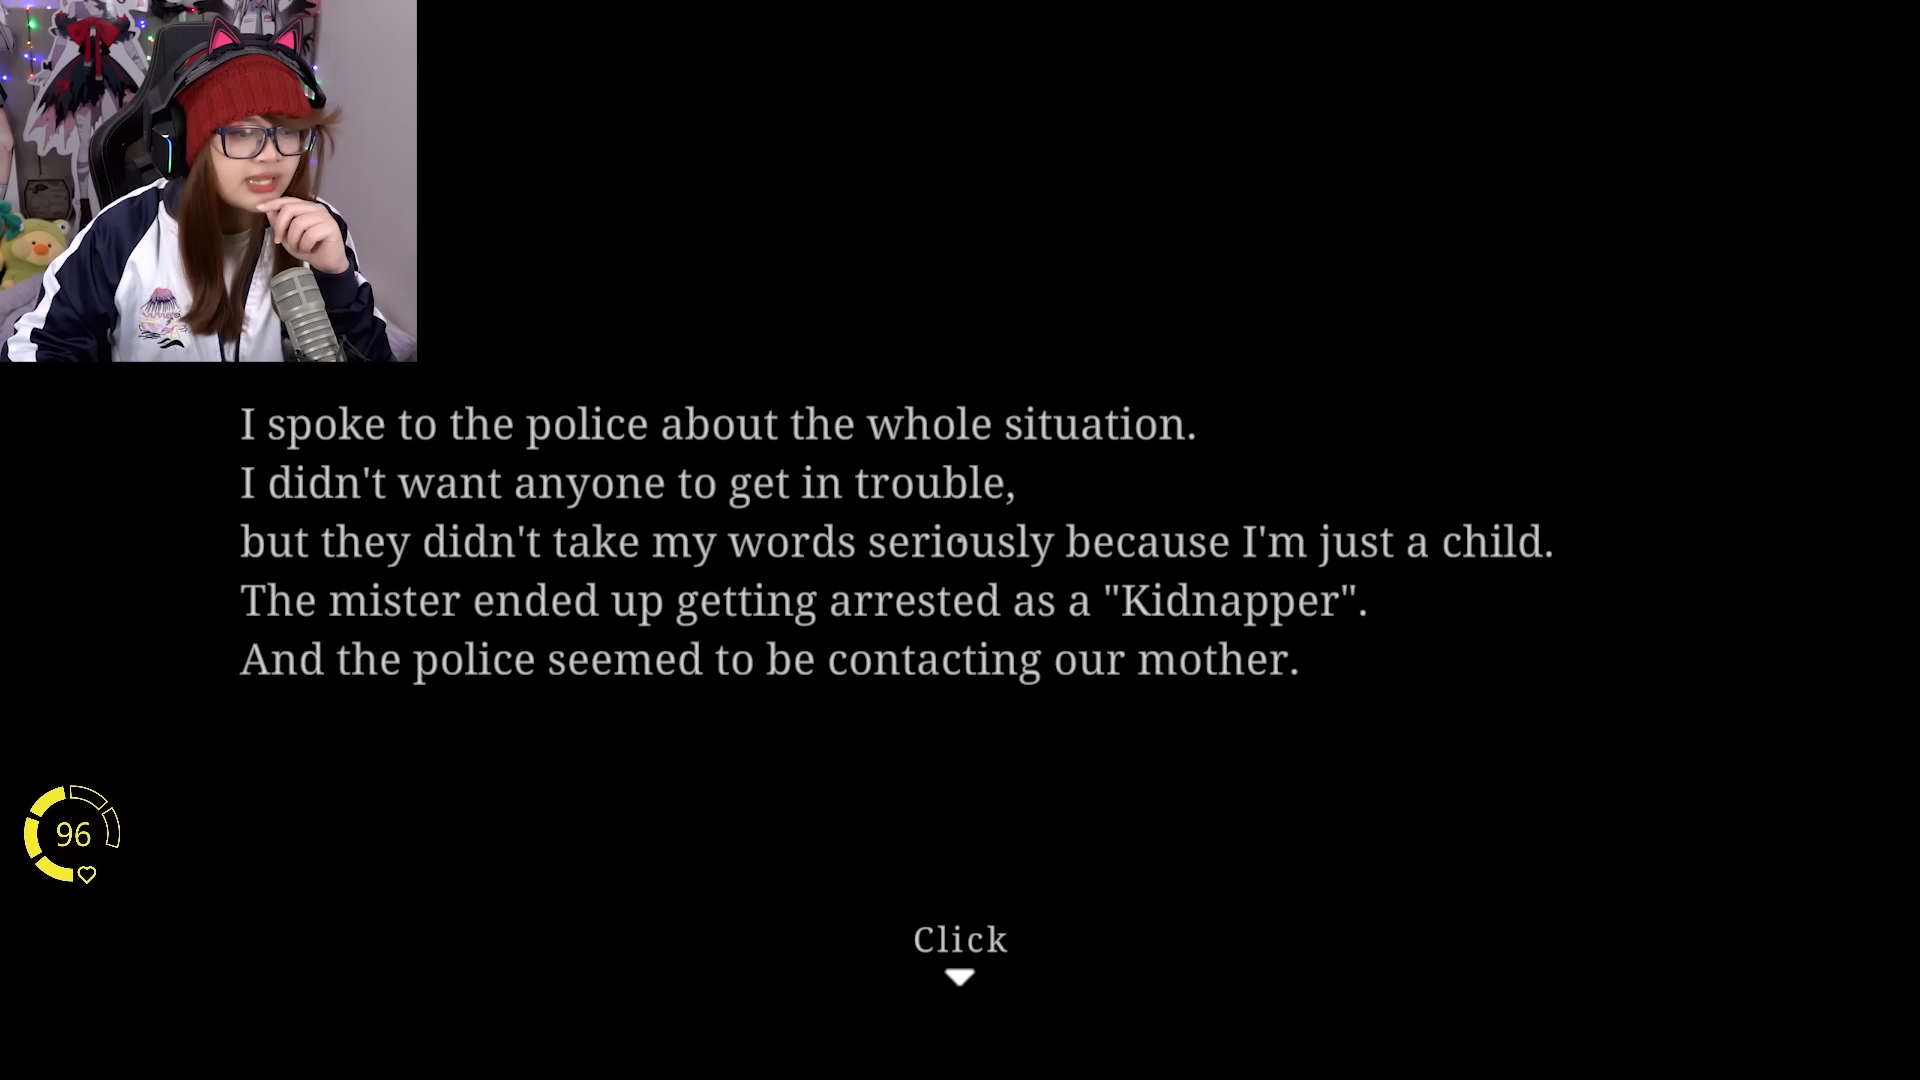 I spoke to the police about the whole situation.
I didn't want anyone to get in trouble,
but they didn't take my words seriously because I'm just a child.
The mister ended up getting arrested as a "Kidnapper".
And the police seemed to be contacting our mother.
96
Click